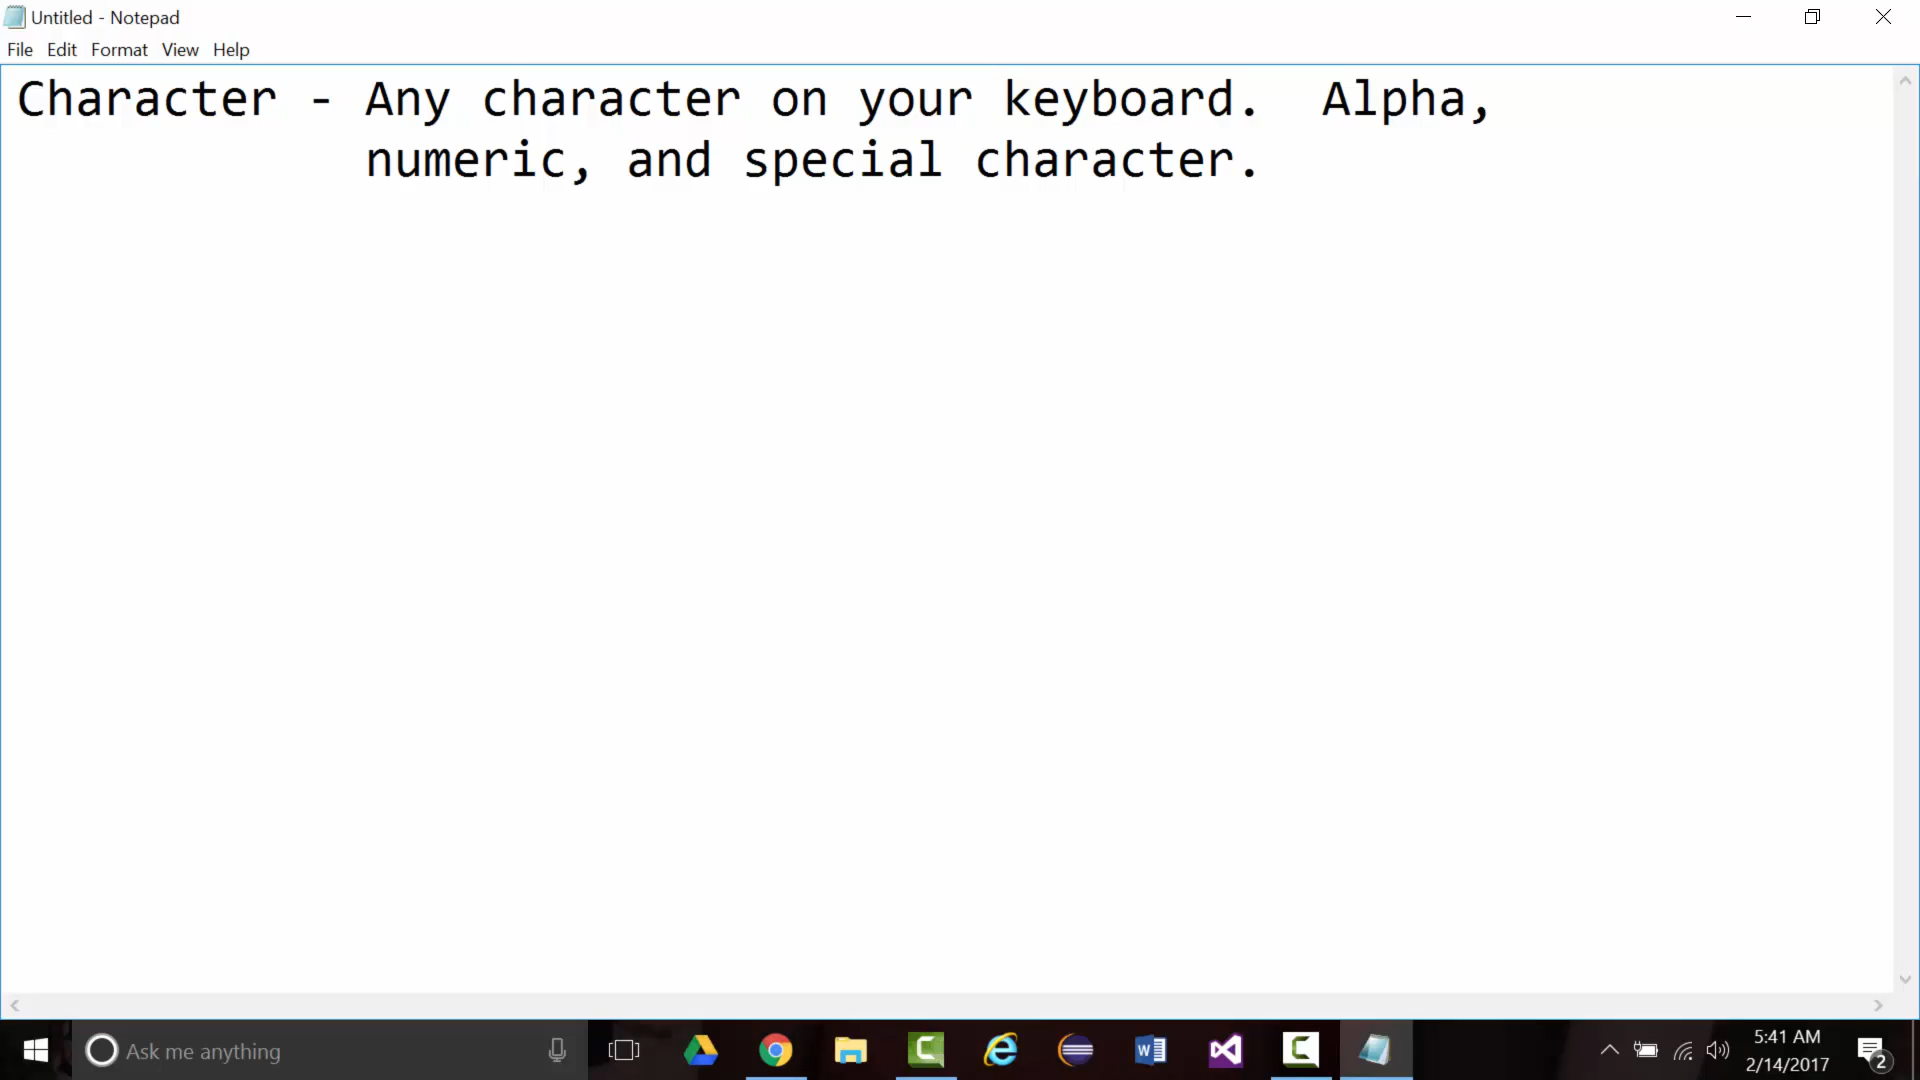 Untitled - Notepad
File Edit Format View Help
Character - Any character on your keyboard.  Alpha,
numeric, and special character.
Ask me anything
5:41 AM
2/14/2017
2